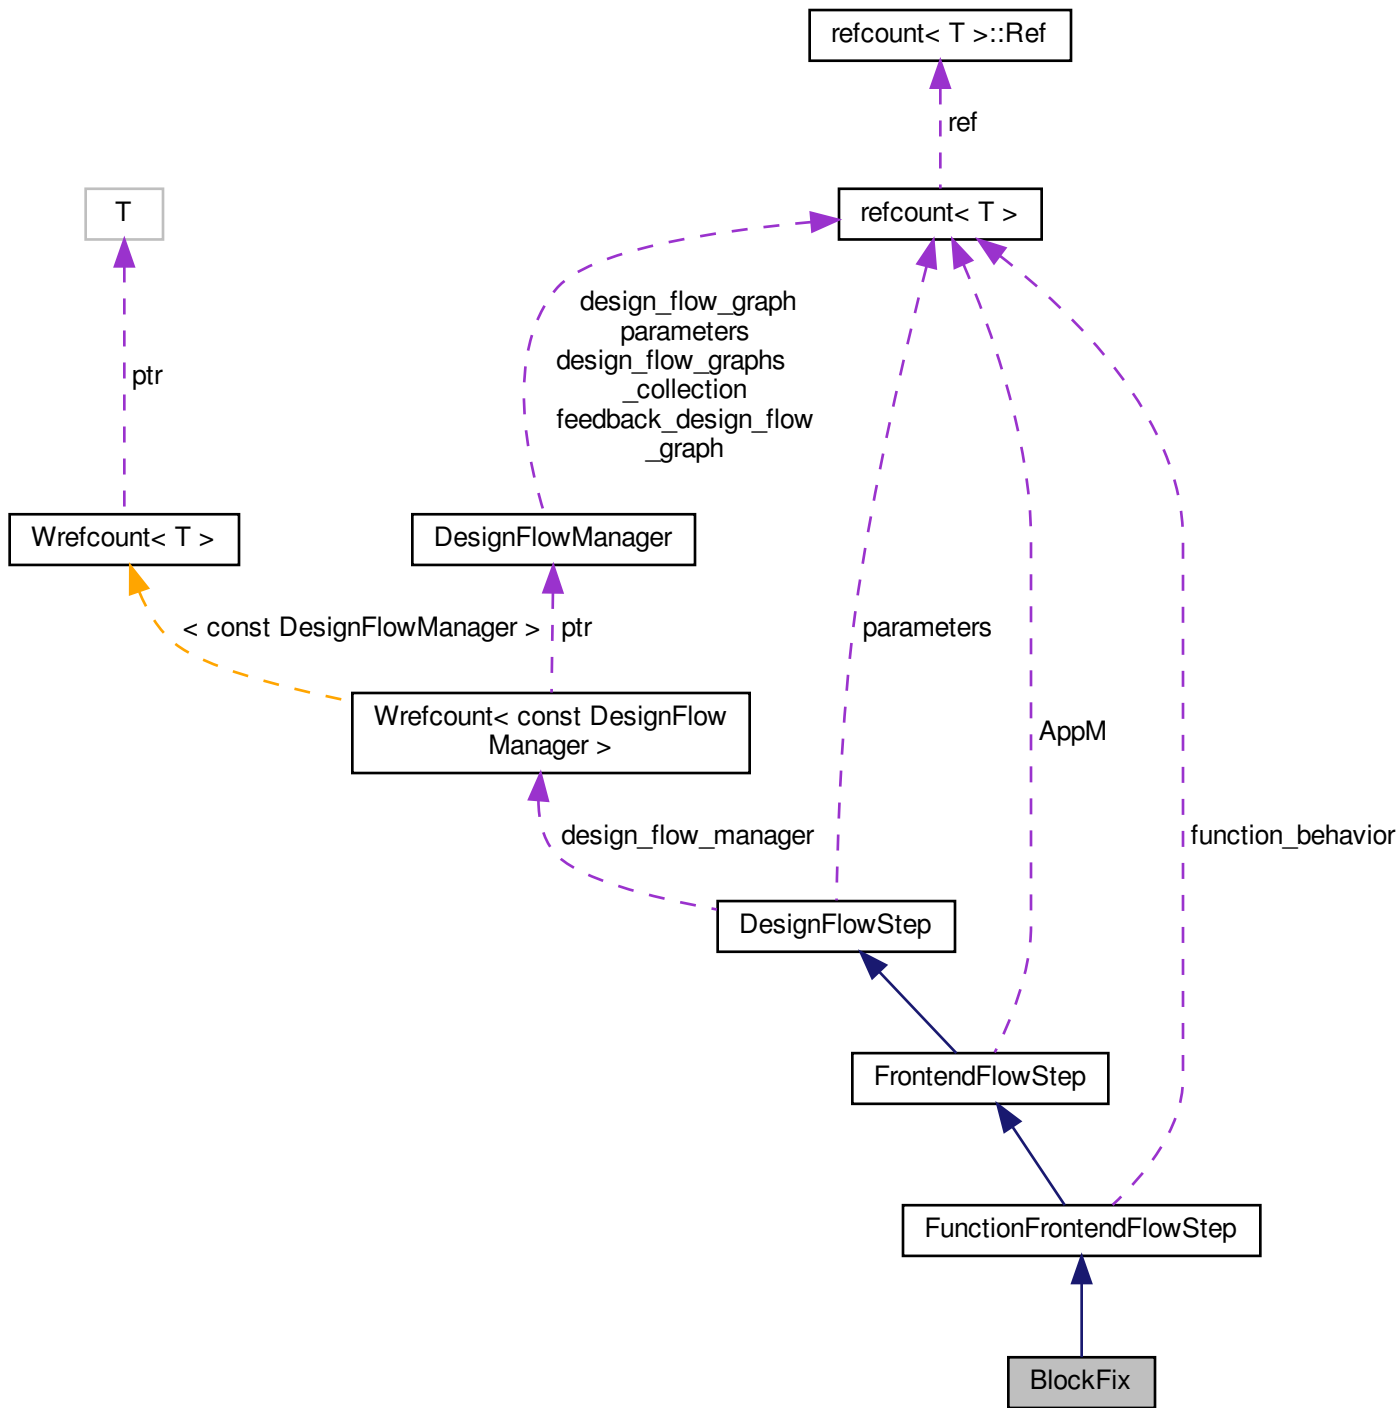 refcount< T >::Ref
ref
T
refcount< T >
design_flow_graph
parameters
design_flow_graphs
_collection
feedback_design_flow
_graph
ptr
Wrefcount< T >
DesignFlowManager
< const DesignFlowManager >
ptr
parameters
Wrefcount< const DesignFlow
Manager >
AppM
design_flow_manager
function_behavior
DesignFlowStep
FrontendFlowStep
FunctionFrontendFlowStep
BlockFix